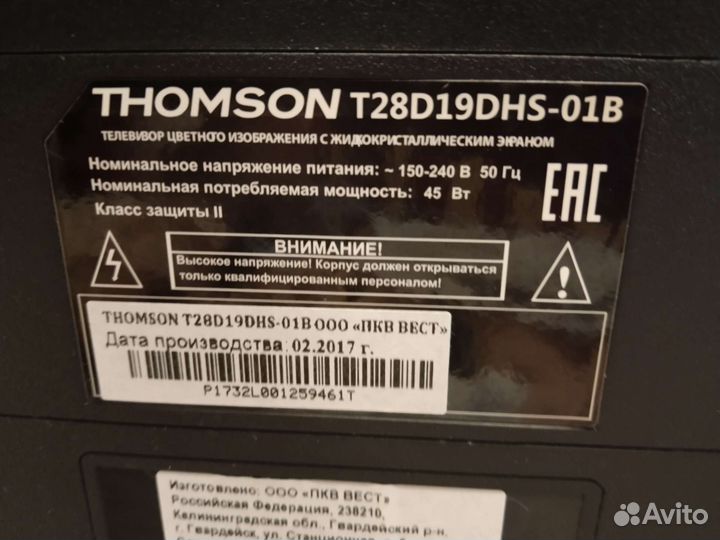 THOMSON T28D19DHS-01B
ТЕЛЕВИЗОР ЦВЕТНОГО ИЗОБРАЖЕНИЯ С ЖИДКОКРИСТАЛЛИЧЕСКИМ ЭКРАНОМ
Номинальное напряжение питания: ~ 150-240 В 50 Гц
Номинальная потребляемая мощность: 45 Вт
Класс защиты II
EAC
ВНИМАНИЕ!
Высокое напряжение! Корпус должен открываться
только квалифицированным персоналом!
THOMSON T28D19DHS-01B ООО «ПКВ ВЕСТ»
Дата производства: 02.2017 г.
P1732L001259461T
Изготовлено: ООО «ПКВ ВЕСТ»
Российская Федерация, 238210,
Калининградская обл., Гвардейский р-н,
г. Гвардейск, ул. Станционная
Avito